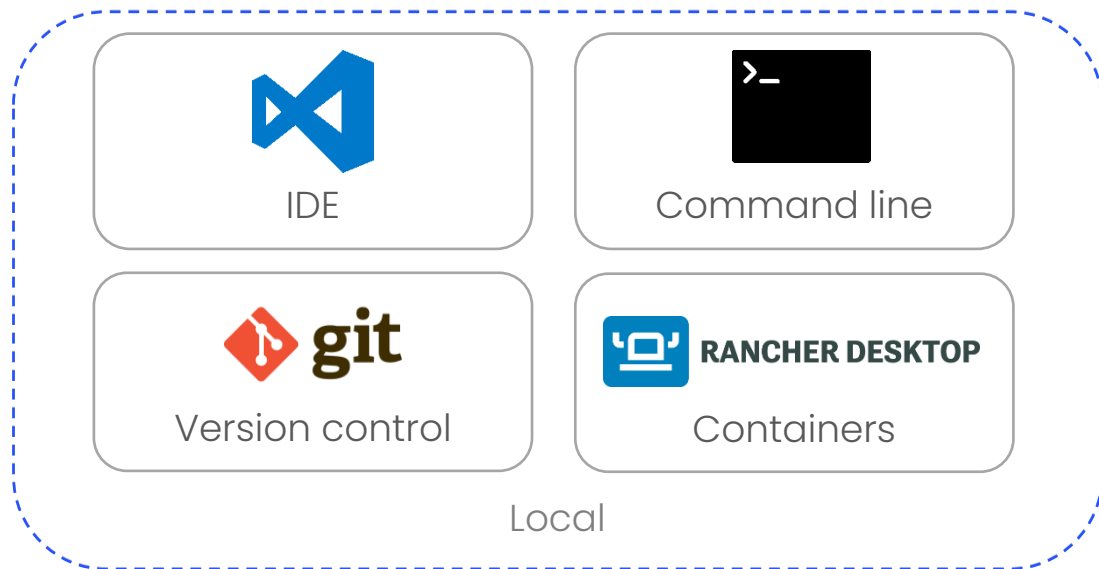 IDE
Command line
git
Version control
RANCHER DESKTOP
Containers
Local